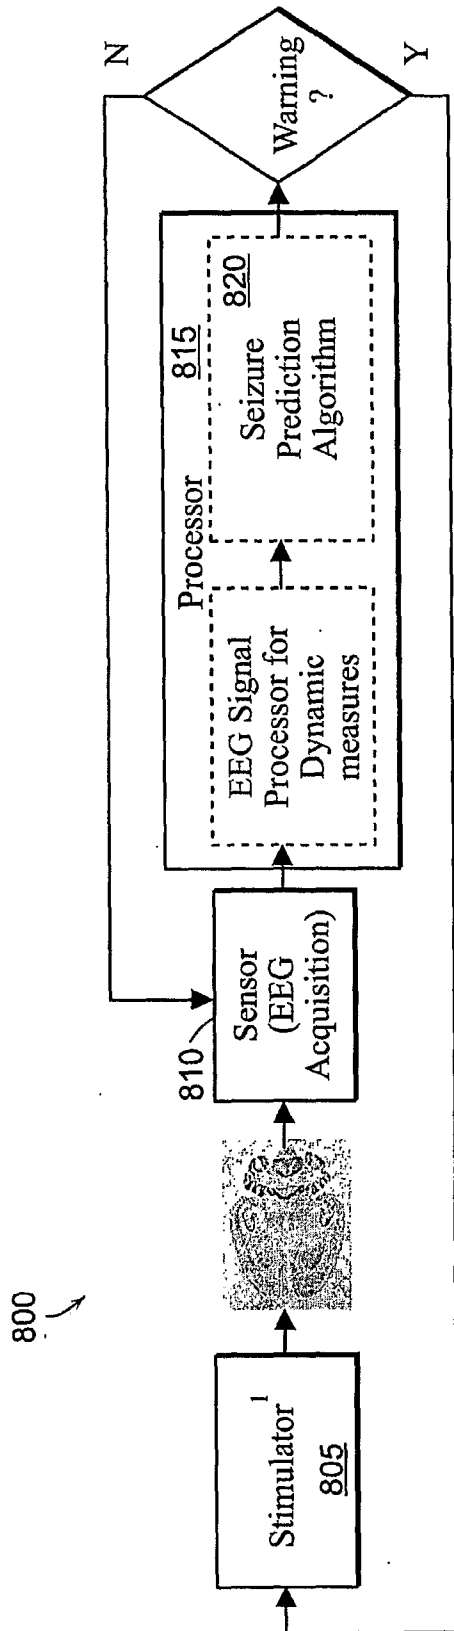 800
Stimulator 1
805
810
Sensor
(EEG
Acquisition)
Processor
815
EEG Signal
Processor for
Dynamic
measures
820
Seizure
Prediction
Algorithm
Warning
?
N
Y